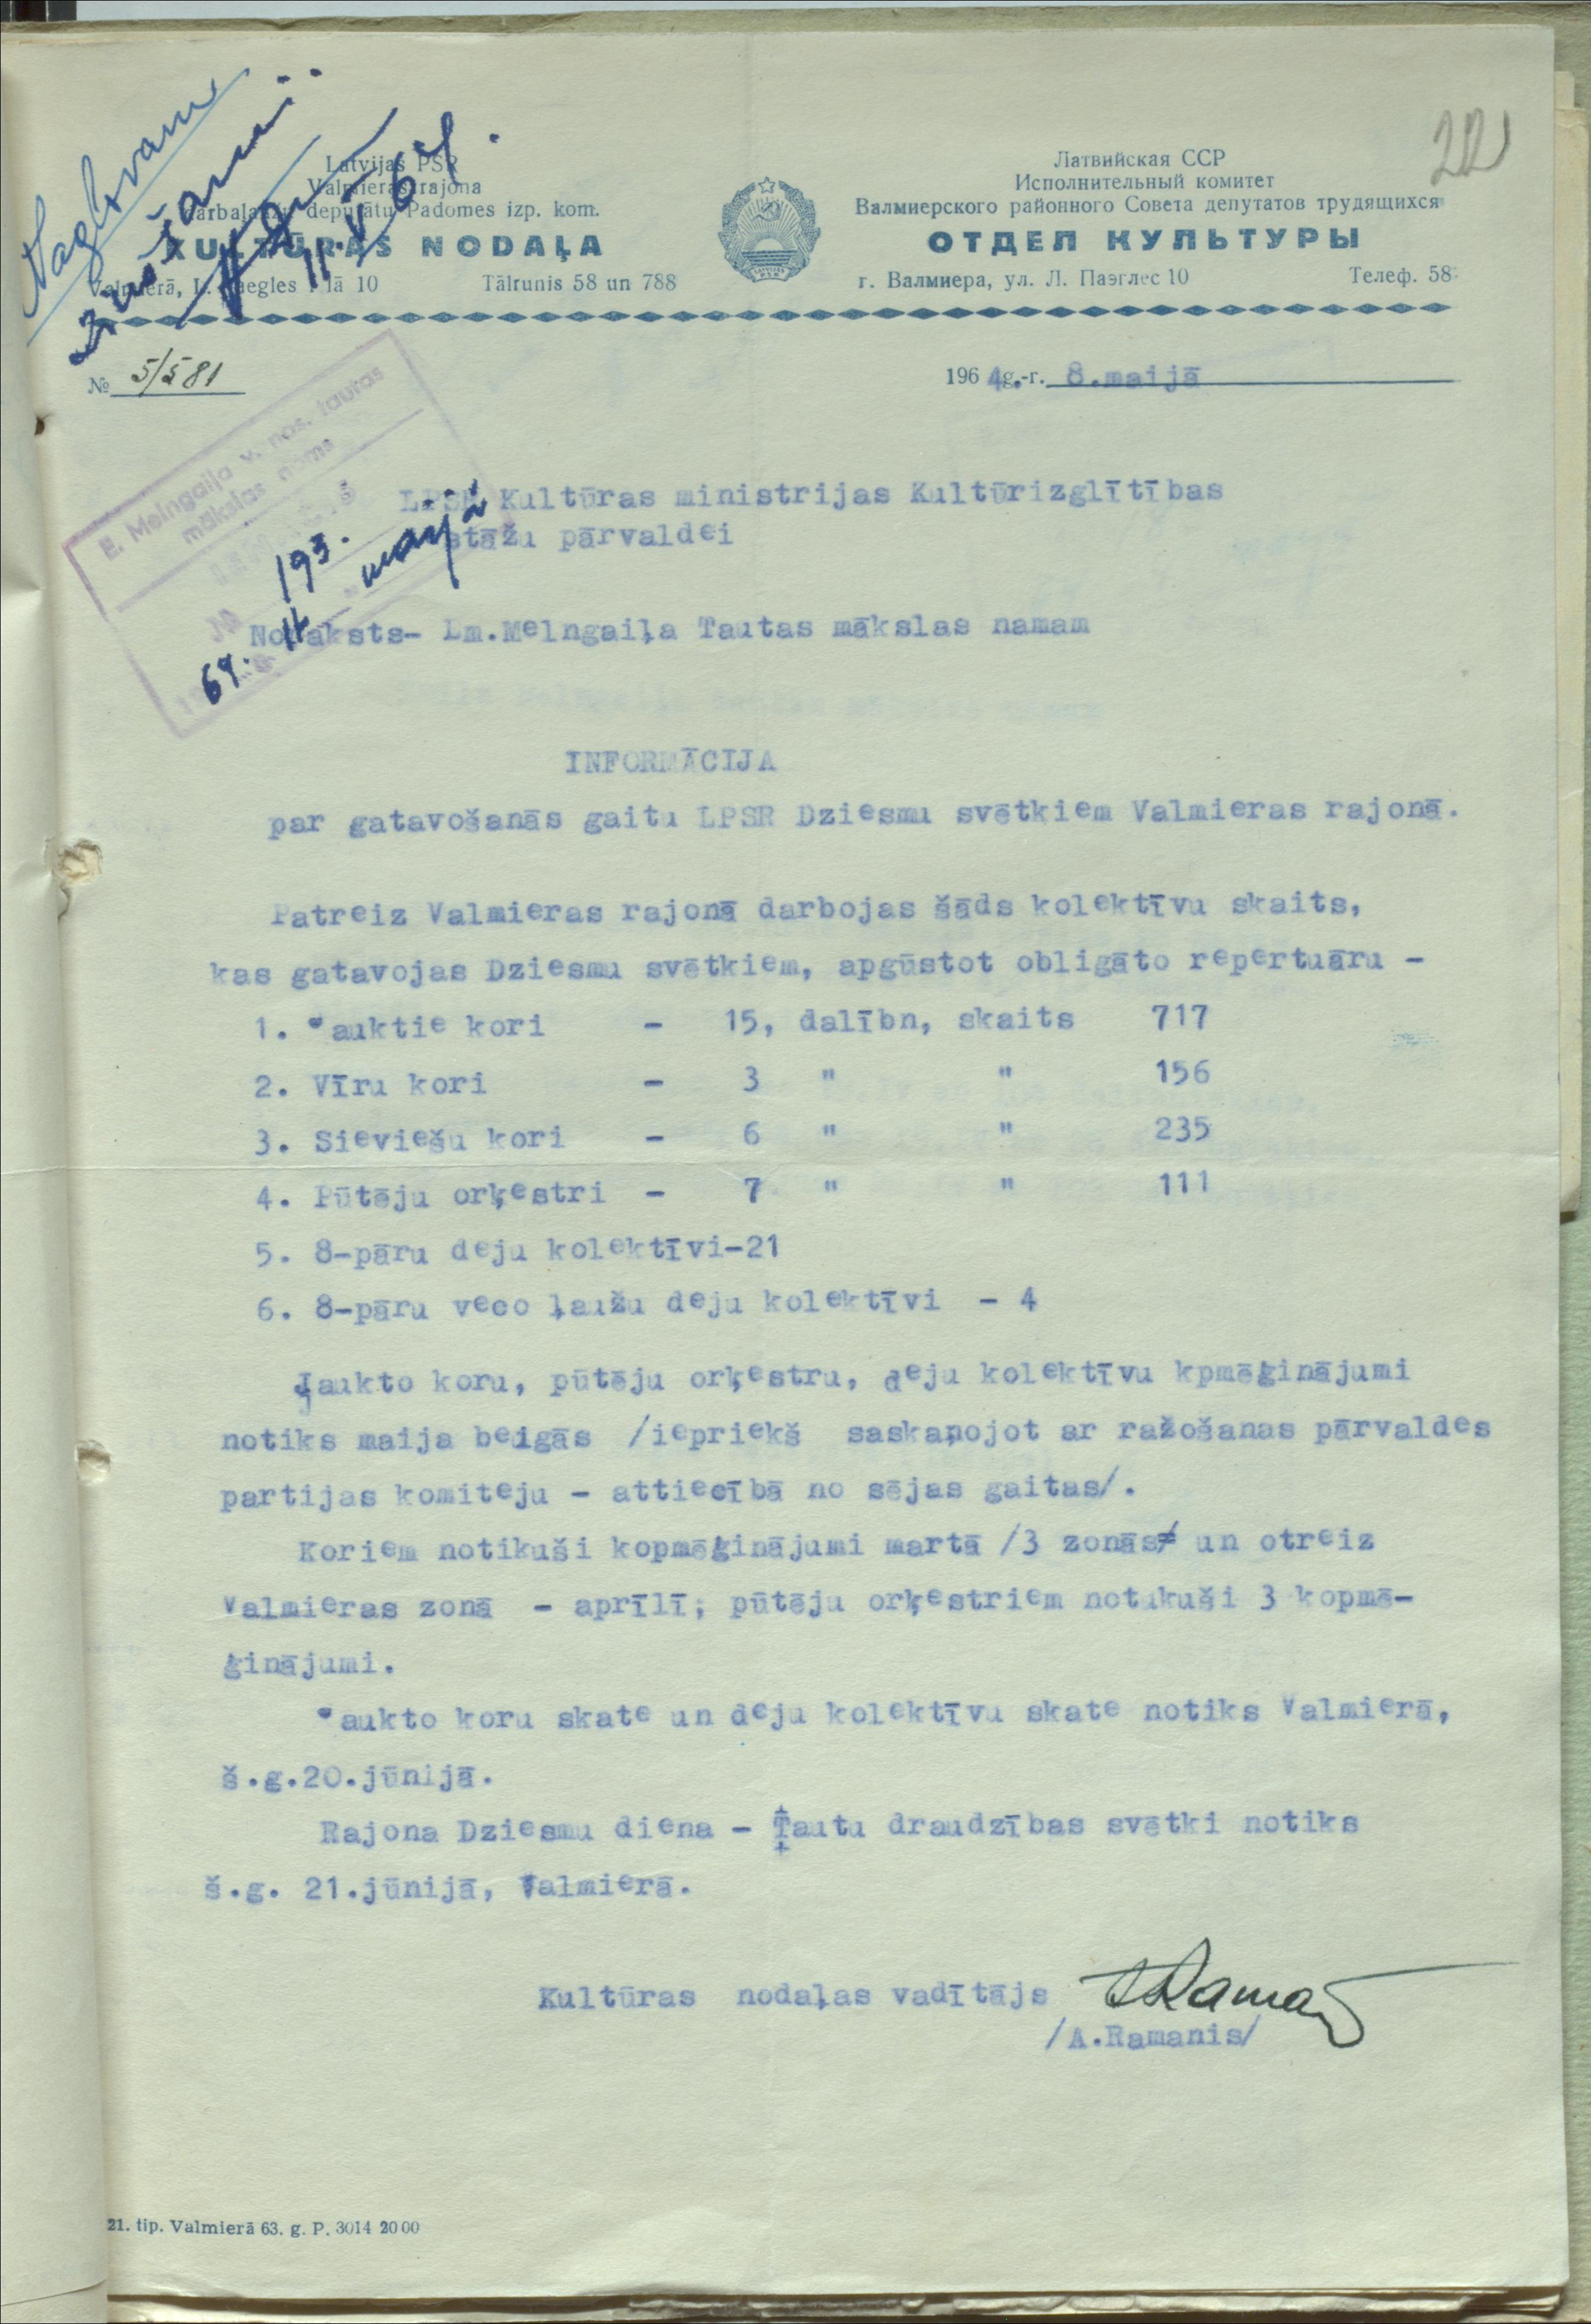 221
Latvijas PSR
Valmieras rajona
darbaļaužu deputātu Padomes izp. kom.
KULTŪRAS NODAĻA
Valmierā, L. Paegles ielā 10 Tālrunis 58 un 788
Латвийская ССР
Исполнительный комитет
Валмиерского районного Совета депутатов трудящихся
ОТДЕЛ КУЛЬТУРЫ
г. Валмиера, ул. Л. Паэглес 10 Телеф. 58
zināšanai.
11.V 64.
№ 5/581
1964g.-г. 8.maijā
E. Melngaiļa v. nos. tautas
mākslas nams
№ 193.
64. 11. maijā
LPSR Kultūras ministrijas Kultūrizglītības
stāžu pārvaldei
Noraksts- Em.Melngaiļa Tautas mākslas namam
INFORMĀCIJA
par gatavošanās gaitu LPSR Dziesmu svētkiem Valmieras rajonā.
Patreiz Valmieras rajonā darbojas šāds kolektīvu skaits,
kas gatavojas Dziesmu svētkiem, apgūstot obligāto repertuāru -
1. Jauktie kori - 15, dalībn, skaits 717
2. Vīru kori - 3 " " 156
3. Sieviešu kori - 6 " " 235
4. Pūtēju orķestri - 7 " " 111
5. 8-pāru deju kolektīvi-21
6. 8-pāru veco ļaužu deju kolektīvi - 4
Jaukto koru, pūtēju orķestru, deju kolektīvu kpmēģinājumi
notiks maija beigās /iepriekš saskaņojot ar ražošanas pārvaldes
partijas komiteju - attiecībā no sējas gaitas/.
Koriem notikuši kopmēģinājumi martā /3 zonās/ un otreiz
Valmieras zonā - aprīlī; pūtēju orķestriem notikuši 3 kopmē-
ģinājumi.
Jaukto koru skate un deju kolektīvu skate notiks Valmierā,
š.g.20.jūnijā.
Rajona Dziesmu diena - Tautu draudzības svētki notiks
š.g. 21.jūnijā, Valmierā.
Kultūras nodaļas vadītājs
/A.Ramanis/
21. tip. Valmierā 63. g. P. 3014 2000